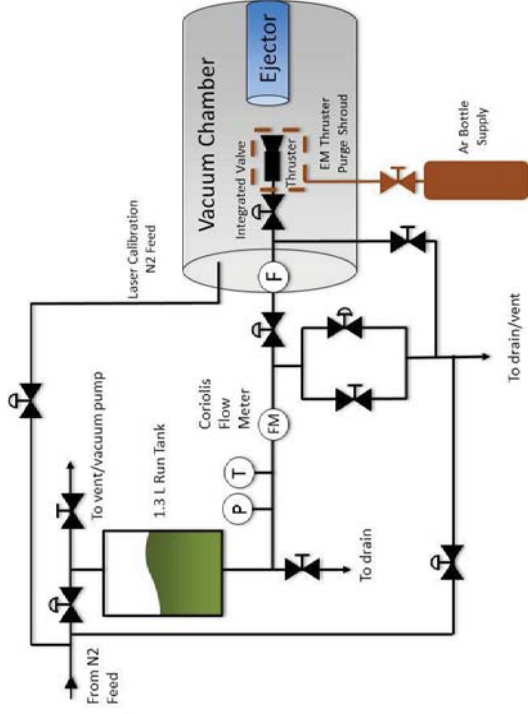 From N2
Feed
To vent/vacuum pump
1.3 L Run Tank
To drain
P
T
Coriolis
Flow
Meter
FM
Laser Calibration
N2 Feed
F
Vacuum Chamber
Integrated Valve
Thruster
Ejector
EM Thruster
Purge Shroud
Ar Bottle
Supply
To drain/vent